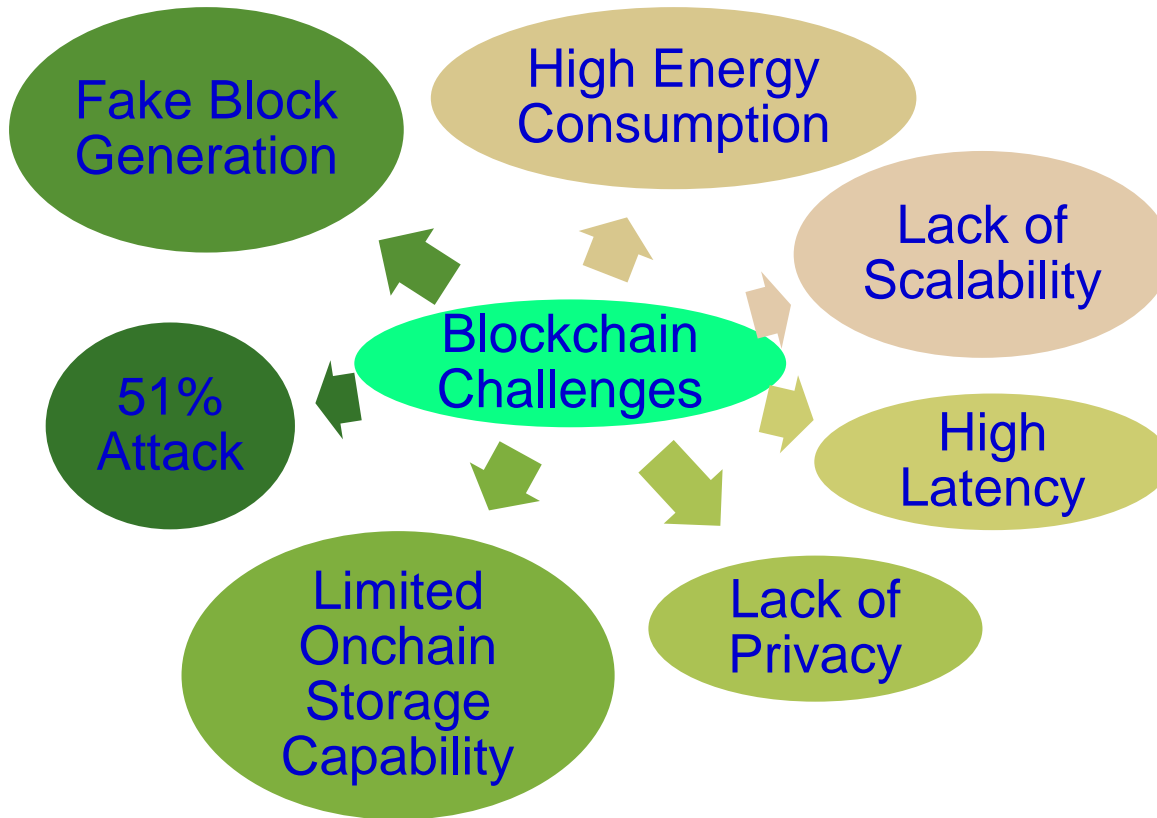 Fake Block
Generation
High Energy
Consumption
Lack of
Scalability
Blockchain
Challenges
51%
Attack
High
Latency
Limited
Onchain
Storage
Capability
Lack of
Privacy